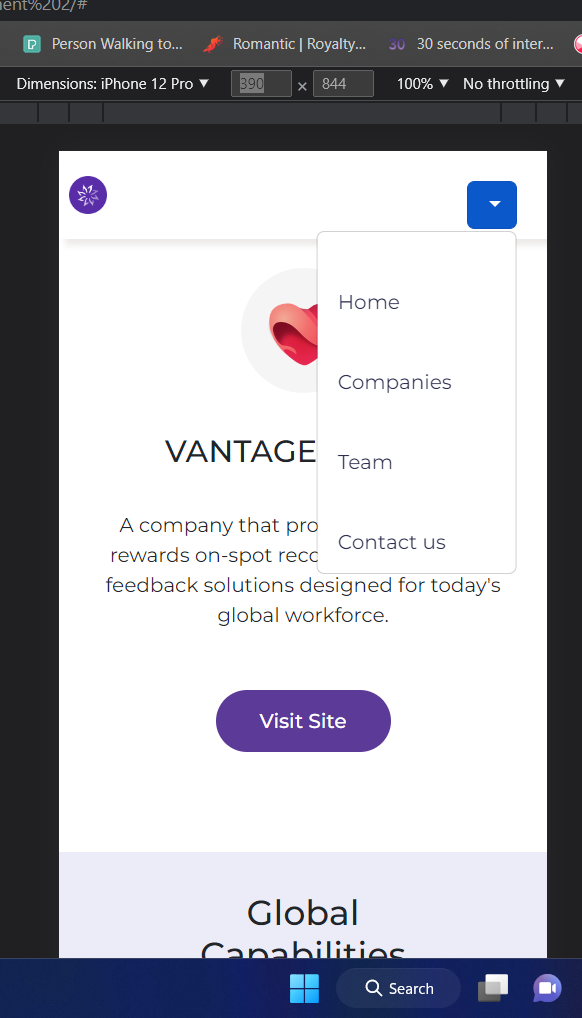 nent%202/#
Person Walking to... Romantic | Royalty... 30 30 seconds of inter...
Dimensions: iPhone 12 Pro ▼ 390 × 844 100% ▼ No throttling ▼
Home
Companies
VANTAGE
Team
A company that pro
rewards on-spot reco
Contact us
feedback solutions designed for today's
global workforce.
Visit Site
Global
Capabilities
Search